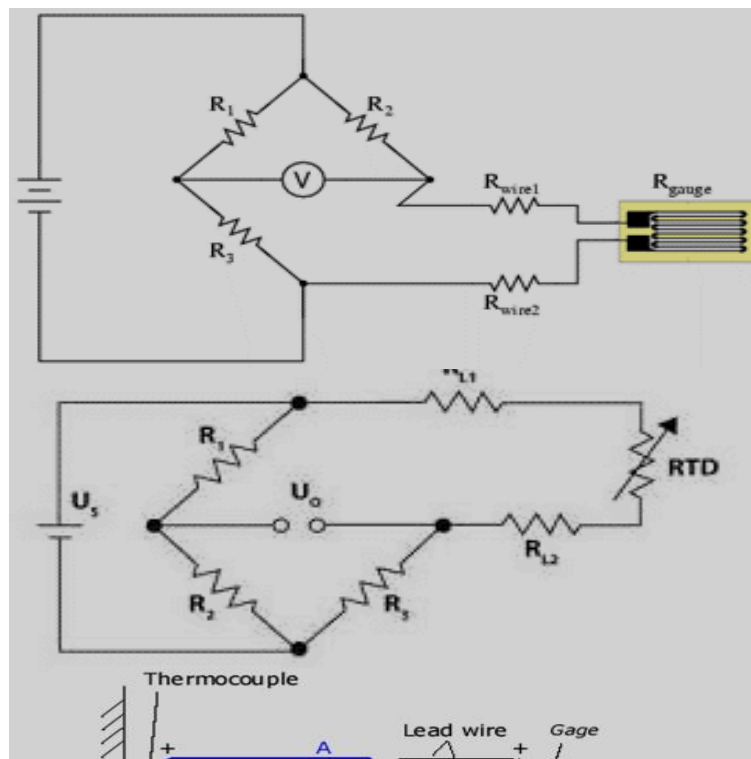 R1
R2
V
Rwire1
Rgauge
R3
Rwire2
RL1
R1
RTD
Us
Uo
RL2
R2
R3
Thermocouple
Lead wire
Gage
+
A
+